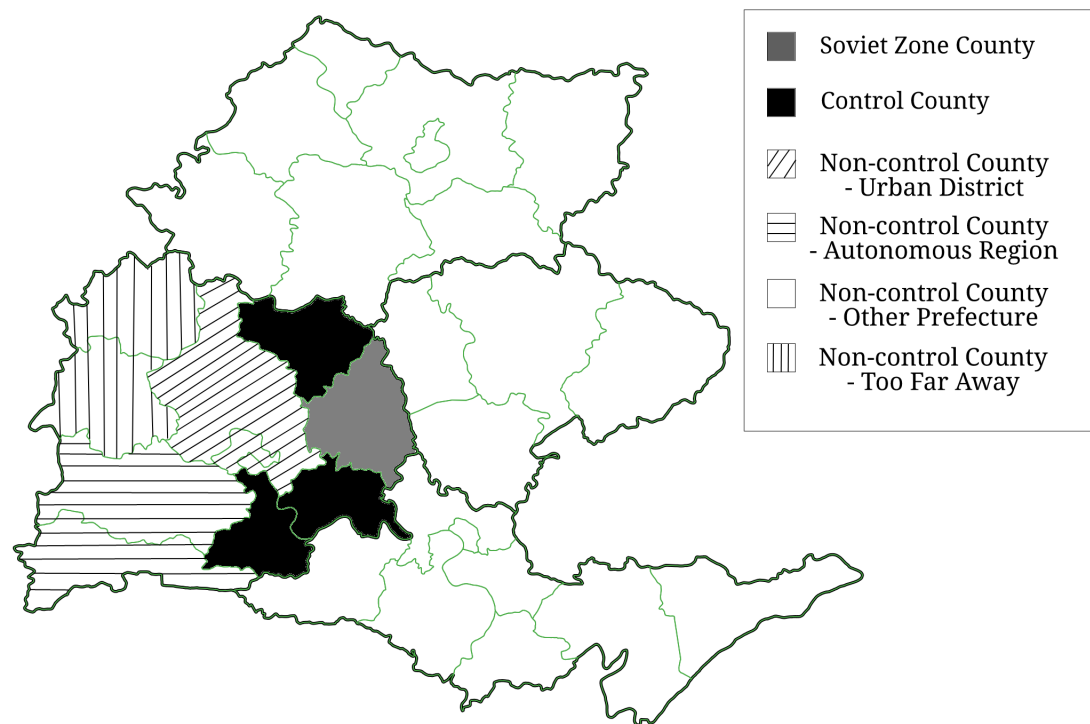 Soviet Zone County
Control County
Non-control County
- Urban District
Non-control County
- Autonomous Region
Non-control County
- Other Prefecture
Non-control County
- Too Far Away